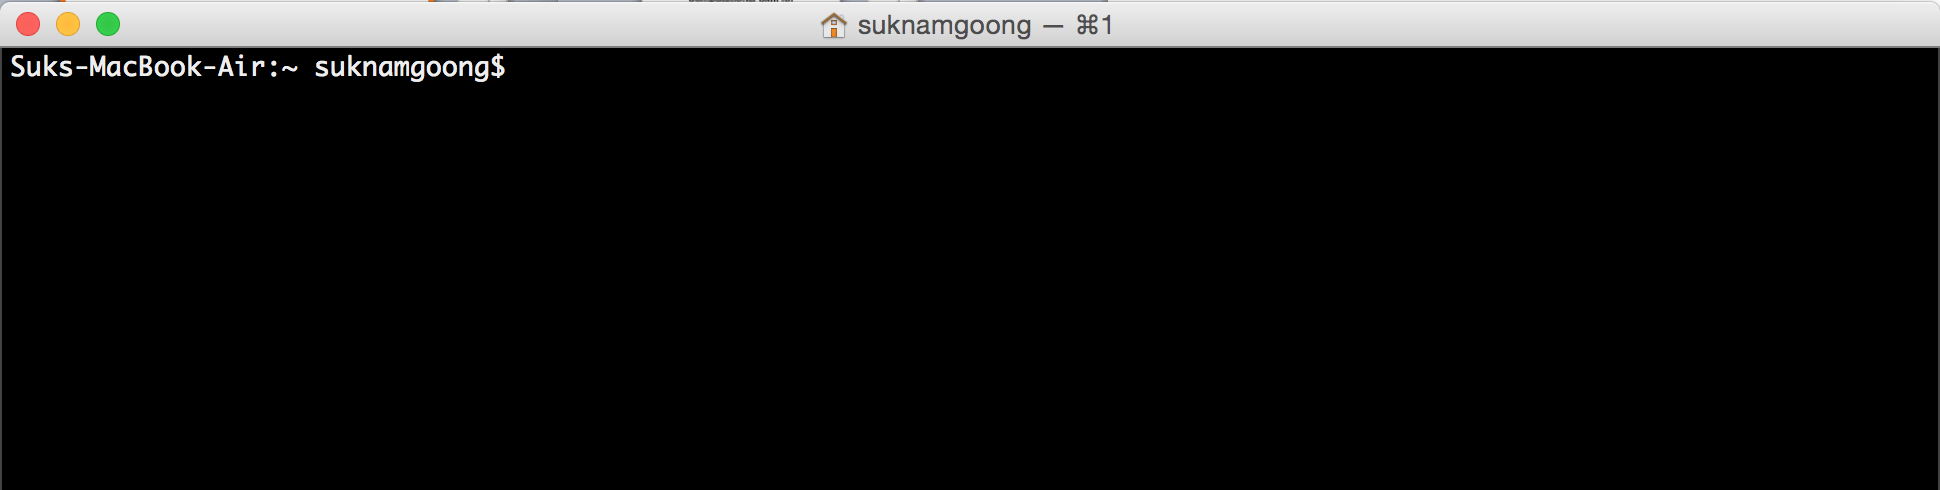 suknamgoong — ⌘1
Suks-MacBook-Air:~ suknamgoong$